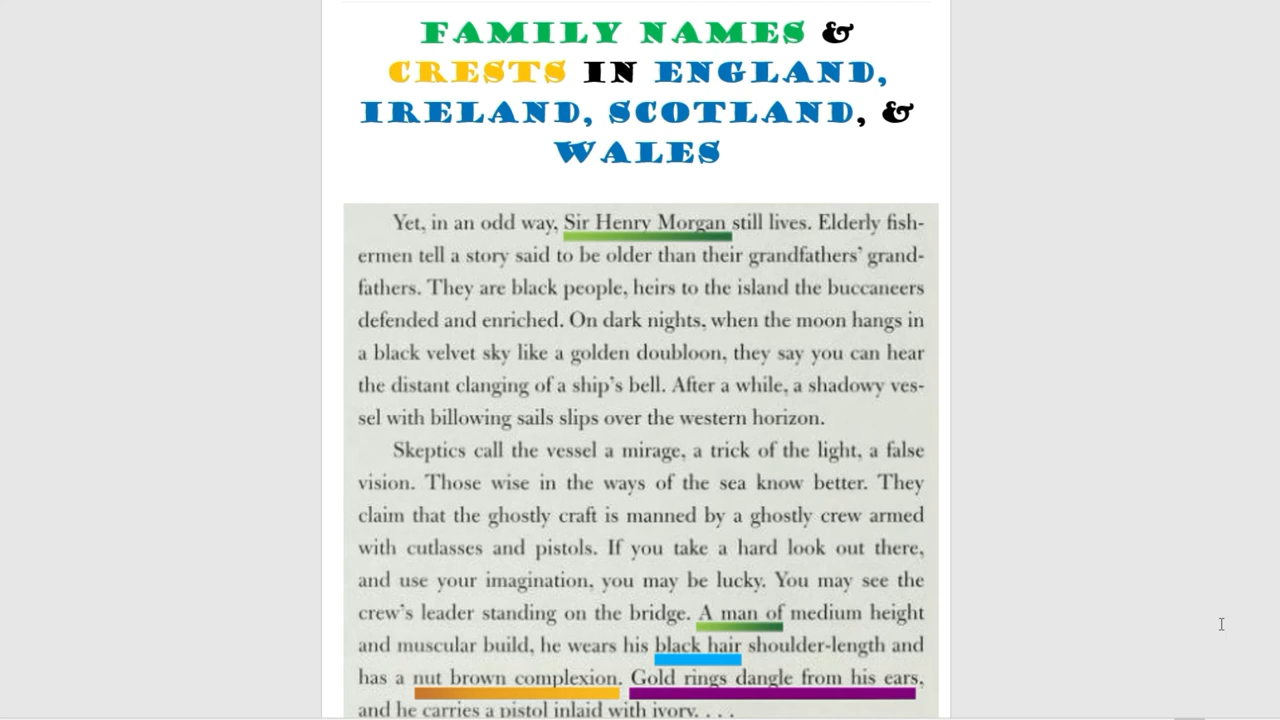 FAMILY NAMES &
CRESTS IN ENGLAND,
IRELAND, SCOTLAND, &
WALES
Yet, in an odd way, Sir Henry Morgan still lives. Elderly fish-
ermen tell a story said to be older than their grandfathers' grand-
fathers. They are black people, heirs to the island the buccaneers
defended and enriched. On dark nights, when the moon hangs in
a black velvet sky like a golden doubloon, they say you can hear
the distant clanging of a ship's bell. After a while, a shadowy ves-
sel with billowing sails slips over the western horizon.
Skeptics call the vessel a mirage, a trick of the light, a false
vision. Those wise in the ways of the sea know better. They
claim that the ghostly craft is manned by a ghostly crew armed
with cutlasses and pistols. If you take a hard look out there,
and use your imagination, you may be lucky. You may see the
crew's leader standing on the bridge. A man of medium height
and muscular build, he wears his black hair shoulder-length and
has a nut brown complexion. Gold rings dangle from his ears,
and he carries a pistol inlaid with ivory. . . .